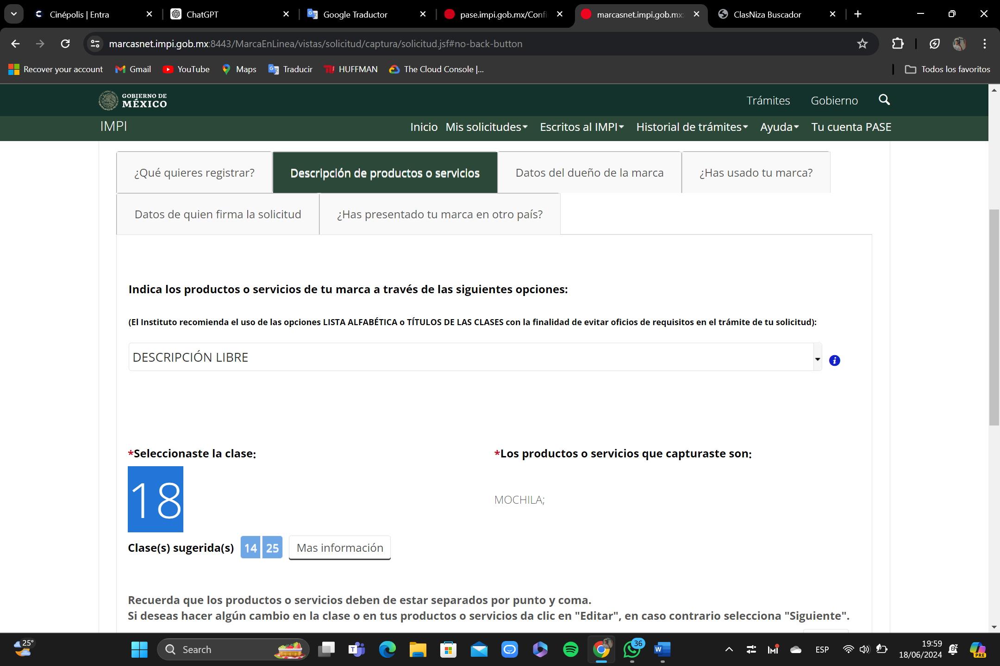 Cinépolis | Entra
ChatGPT
Google Traductor
pase.impi.gob.mx/Confi
marcasnet.impi.gob.mx:
ClasNiza Buscador
marcasnet.impi.gob.mx:8443/MarcaEnLinea/vistas/solicitud/captura/solicitud.jsf#no-back-button
Recover your account
Gmail
YouTube
Maps
Traducir
HUFFMAN
The Cloud Console |...
Todos los favoritos
GOBIERNO DE
MÉXICO
Trámites
Gobierno
IMPI
Inicio
Mis solicitudes
Escritos al IMPI
Historial de trámites
Ayuda
Tu cuenta PASE
¿Qué quieres registrar?
Descripción de productos o servicios
Datos del dueño de la marca
¿Has usado tu marca?
Datos de quien firma la solicitud
¿Has presentado tu marca en otro país?
Indica los productos o servicios de tu marca a través de las siguientes opciones:
(El Instituto recomienda el uso de las opciones LISTA ALFABÉTICA o TÍTULOS DE LAS CLASES con la finalidad de evitar oficios de requisitos en el trámite de tu solicitud):
DESCRIPCIÓN LIBRE
*Seleccionaste la clase:
*Los productos o servicios que capturaste son:
18
MOCHILA;
Clase(s) sugerida(s)
14
25
Mas información
Recuerda que los productos o servicios deben de estar separados por punto y coma.
Si deseas hacer algún cambio en la clase o en tus productos o servicios da clic en "Editar", en caso contrario selecciona "Siguiente".
25°
Search
36
ESP
19:59
18/06/2024
PRE